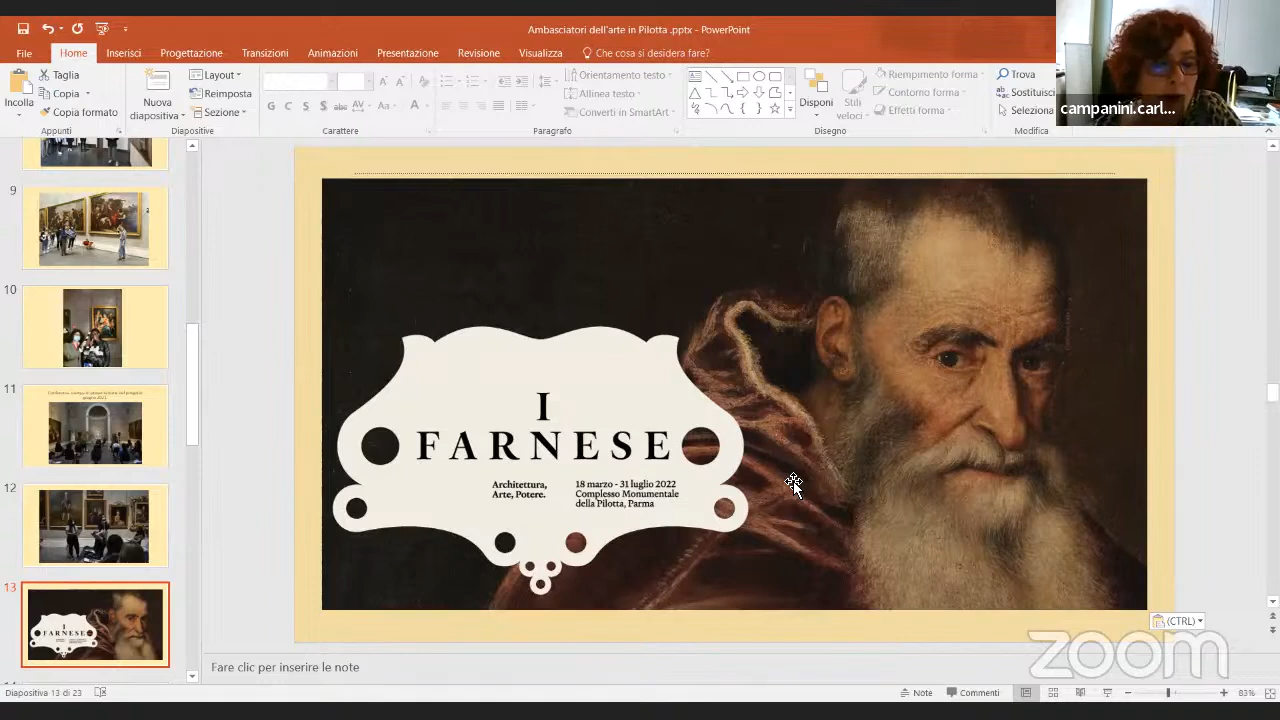 Ambasciatori dell'arte in Pilotta .pptx - PowerPoint
File
Home
Inserisci
Progettazione
Transizioni
Animazioni
Presentazione
Revisione
Visualizza
Che cosa si desidera fare?
Incolla
Taglia
Copia
Copia formato
Appunti
Nuova
diapositiva
Layout
Reimposta
Sezione
Diapositive
G C S S abc AV Aa A
Carattere
Orientamento testo
Allinea testo
Converti in SmartArt
Paragrafo
Disponi
Stili
veloci
Riempimento forma
Contorno forma
Effetti forma
Disegno
Trova
Sostituisci
Seleziona
Modifica
campanini.carl...
9
10
11
12
13
I
FARNESE
Architettura,
Arte, Potere.
18 marzo - 31 luglio 2022
Complesso Monumentale
della Pilotta, Parma
(CTRL)
zoom
Fare clic per inserire le note
Diapositiva 13 di 23
Note
Commenti
83%